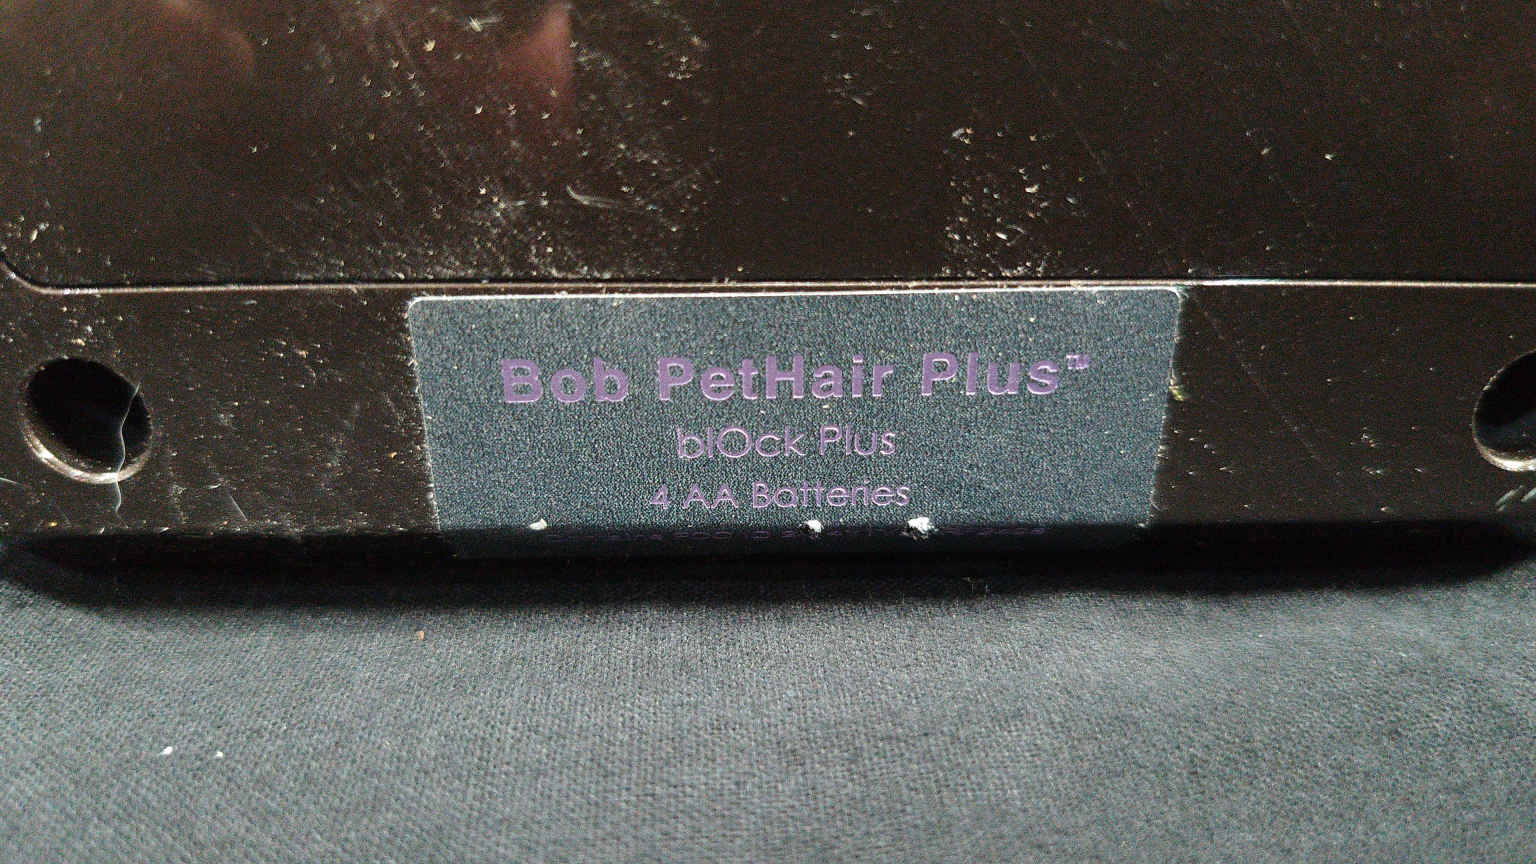 Bob PetHair Plus™
blOck Plus
4 AA Batteries